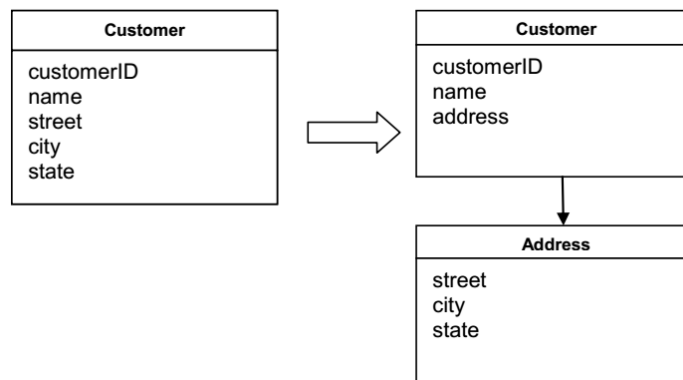 Customer
customerID
name
street
city
state
Customer
customerID
name
address
Address
street
city
state